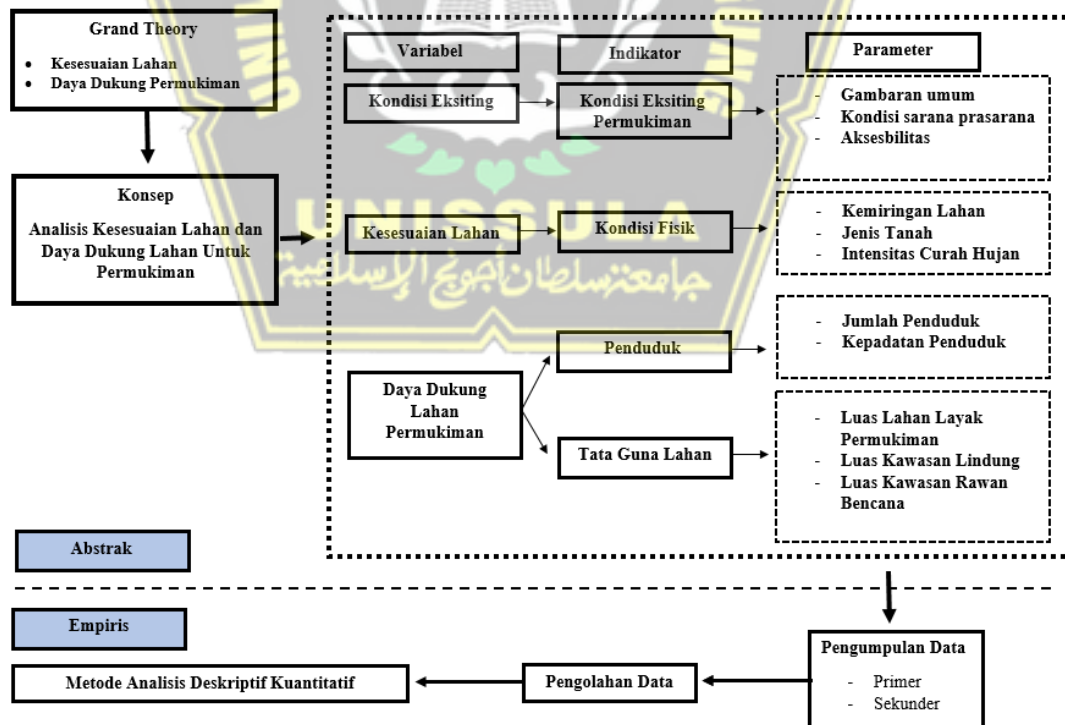 Grand Theory
• Kesesuaian Lahan
• Daya Dukung Permukiman
Konsep
Analisis Kesesuaian Lahan dan
Daya Dukung Lahan Untuk
Permukiman
Variabel
Indikator
Parameter
Kondisi Eksiting
Kondisi Eksiting
Permukiman
- Gambaran umum
- Kondisi sarana prasarana
- Aksesbilitas
Kesesuaian Lahan
Kondisi Fisik
- Kemiringan Lahan
- Jenis Tanah
- Intensitas Curah Hujan
Daya Dukung
Lahan
Permukiman
Penduduk
- Jumlah Penduduk
- Kepadatan Penduduk
Tata Guna Lahan
- Luas Lahan Layak
Permukiman
- Luas Kawasan Lindung
- Luas Kawasan Rawan
Bencana
UNISSULA
جامعتسلطان أجونج الإسلامية
Abstrak
Empiris
Pengumpulan Data
- Primer
- Sekunder
Pengolahan Data
Metode Analisis Deskriptif Kuantitatif